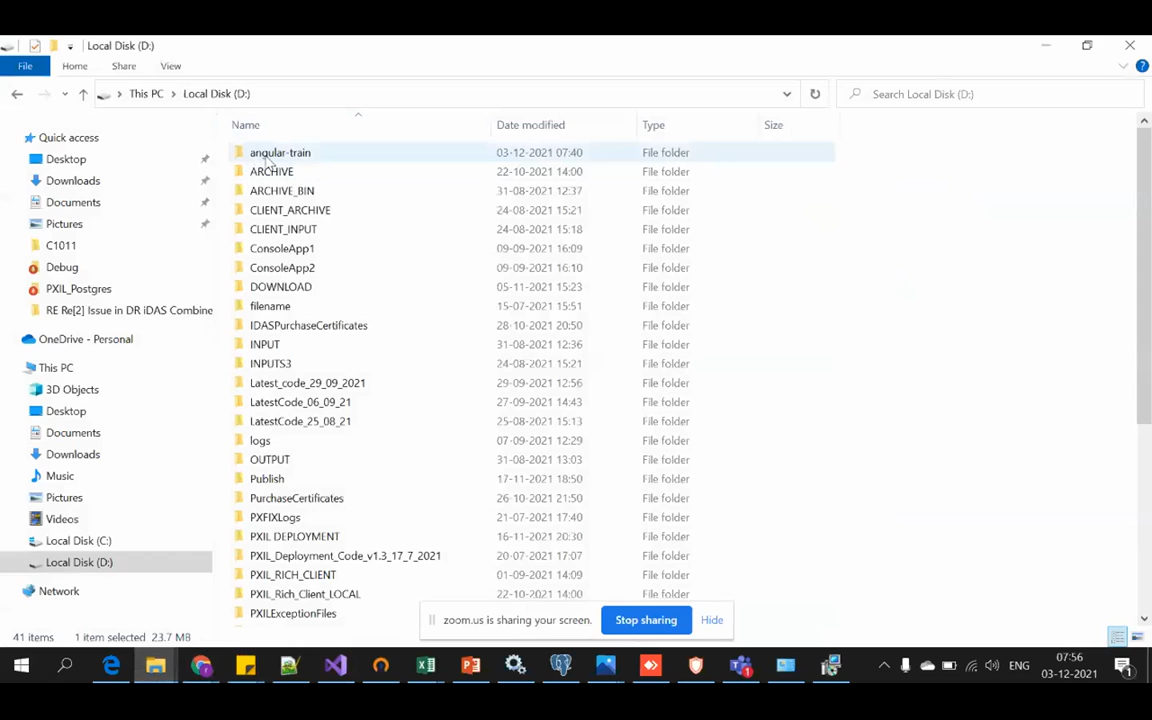 Local Disk (D:)
File Home Share View
This PC Local Disk (D:) Search Local Disk (D:)
Name Date modified Type Size
Quick access
Desktop
Downloads
Documents
Pictures
C1011
Debug
PXIL_Postgres
RE Re[2] Issue in DR iDAS Combine
OneDrive - Personal
This PC
3D Objects
Desktop
Documents
Downloads
Music
Pictures
Videos
Local Disk (C:)
Local Disk (D:)
Network
angular-train 03-12-2021 07:40 File folder
ARCHIVE 22-10-2021 14:00 File folder
ARCHIVE_BIN 31-08-2021 12:37 File folder
CLIENT_ARCHIVE 24-08-2021 15:21 File folder
CLIENT_INPUT 24-08-2021 15:18 File folder
ConsoleApp1 09-09-2021 16:09 File folder
ConsoleApp2 09-09-2021 16:10 File folder
DOWNLOAD 05-11-2021 15:23 File folder
filename 15-07-2021 15:51 File folder
IDASPurchaseCertificates 28-10-2021 20:50 File folder
INPUT 31-08-2021 12:36 File folder
INPUTS3 24-08-2021 15:21 File folder
Latest_code_29_09_2021 29-09-2021 12:56 File folder
LatestCode_06_09_21 27-09-2021 14:43 File folder
LatestCode_25_08_21 25-08-2021 15:13 File folder
logs 07-09-2021 12:29 File folder
OUTPUT 31-08-2021 13:03 File folder
Publish 17-11-2021 18:50 File folder
PurchaseCertificates 26-10-2021 21:50 File folder
PXFIXLogs 21-07-2021 17:40 File folder
PXIL DEPLOYMENT 16-11-2021 20:30 File folder
PXIL_Deployment_Code_v1.3_17_7_2021 20-07-2021 17:07 File folder
PXIL_RICH_CLIENT 01-09-2021 14:09 File folder
PXIL_Rich_Client_LOCAL 22-10-2021 14:00 File folder
PXILExceptionFiles
zoom.us is sharing your screen. Stop sharing Hide
41 items 1 item selected 23.7 MB
ENG 07:56
03-12-2021
1